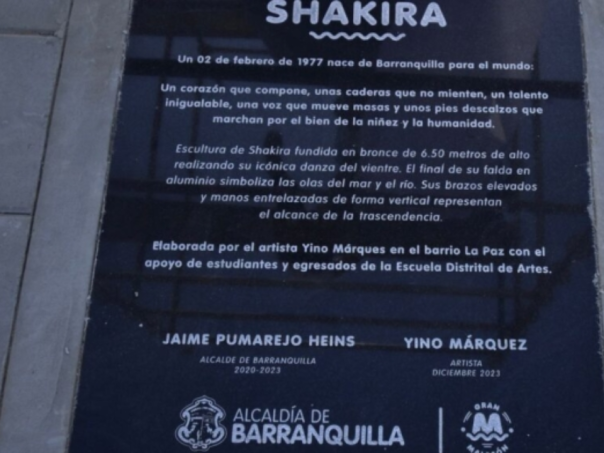 SHAKIRA
Un 02 de febrero de 1977 nace de Barranquilla para el mundo:
Un corazón que compone, unas caderas que no mienten, un talento
inigualable, una voz que mueve masas y unos pies descalzos que
marchan por el bien de la niñez y la humanidad.
Escultura de Shakira fundida en bronce de 6.50 metros de alto
realizando su icónica danza del vientre. El final de su falda en
aluminio simboliza las olas del mar y el río. Sus brazos elevados
y manos entrelazadas de forma vertical representan
el alcance de la trascendencia.
Elaborada por el artista Yino Márques en el barrio La Paz con el
apoyo de estudiantes y egresados de la Escuela Distrital de Artes.
JAIME PUMAREJO HEINS
ALCALDE DE BARRANQUILLA
2020-2023
YINO MÁRQUEZ
ARTISTA
DICIEMBRE 2023
ALCALDÍA DE
BARRANQUILLA
GRAN
MALECÓN